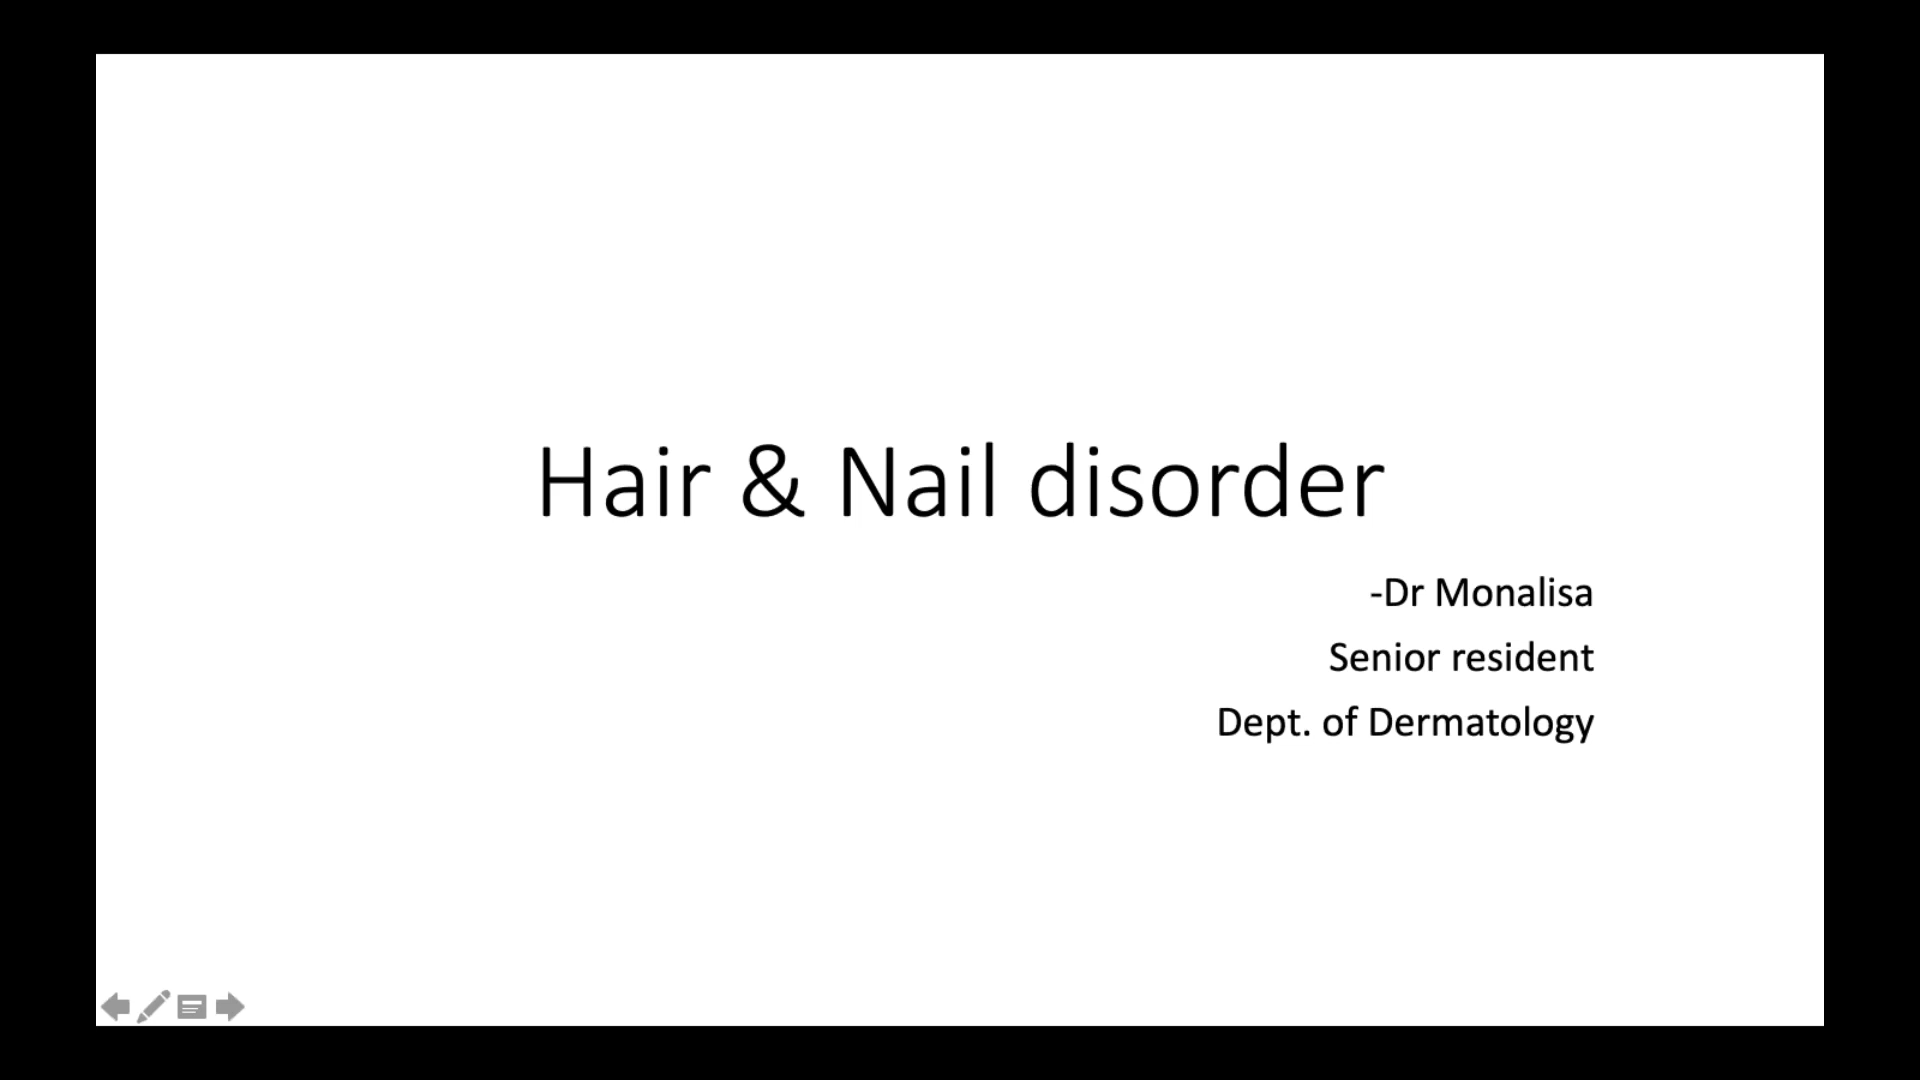 Hair & Nail disorder
-Dr Monalisa
Senior resident
Dept. of Dermatology